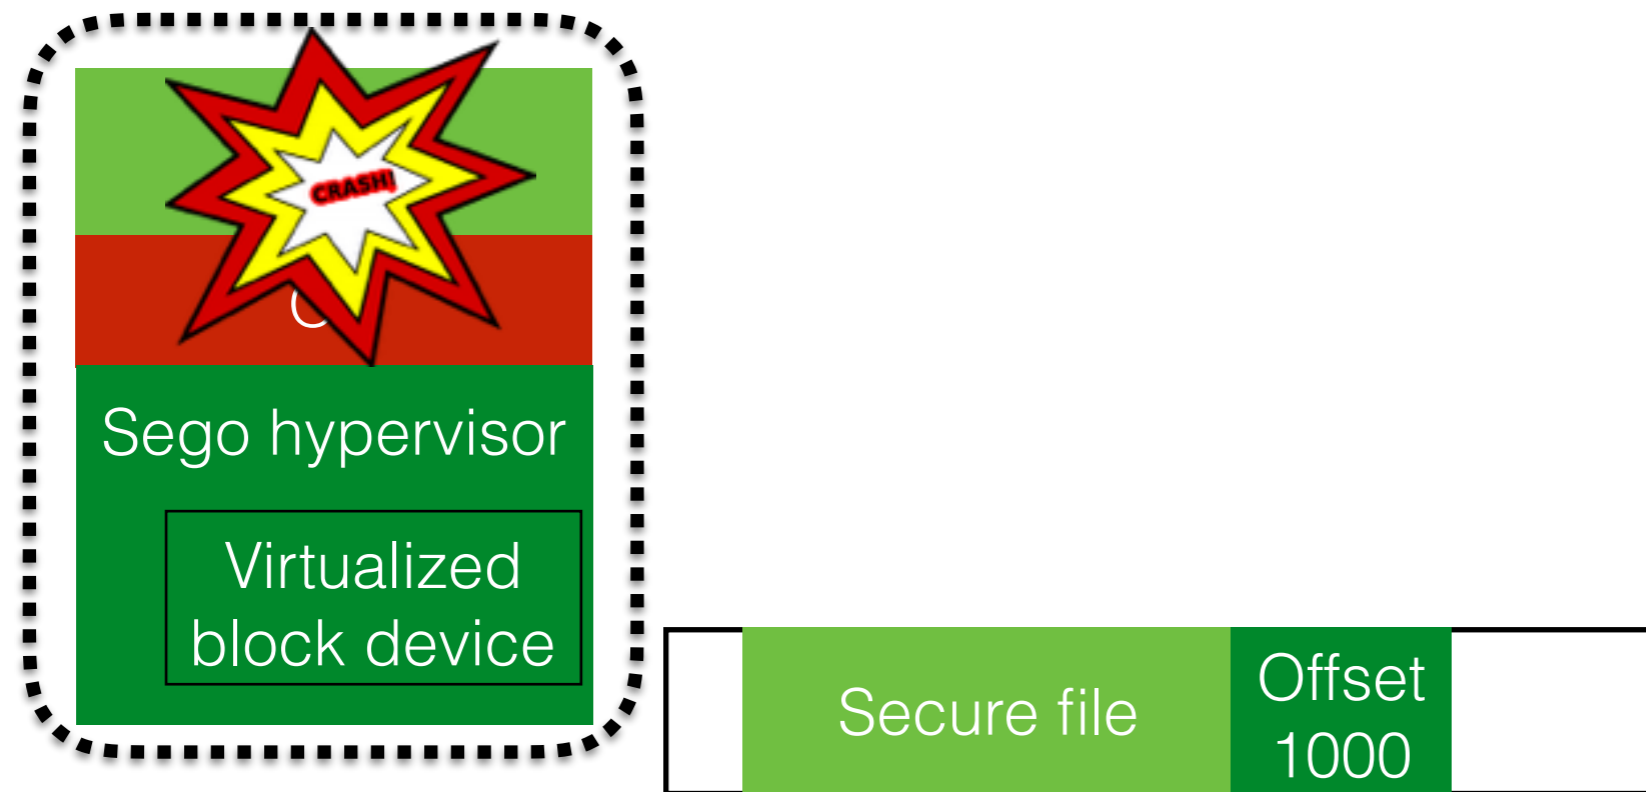 CRASH!
Sego hypervisor
Virtualized
block device
Secure file
Offset
1000